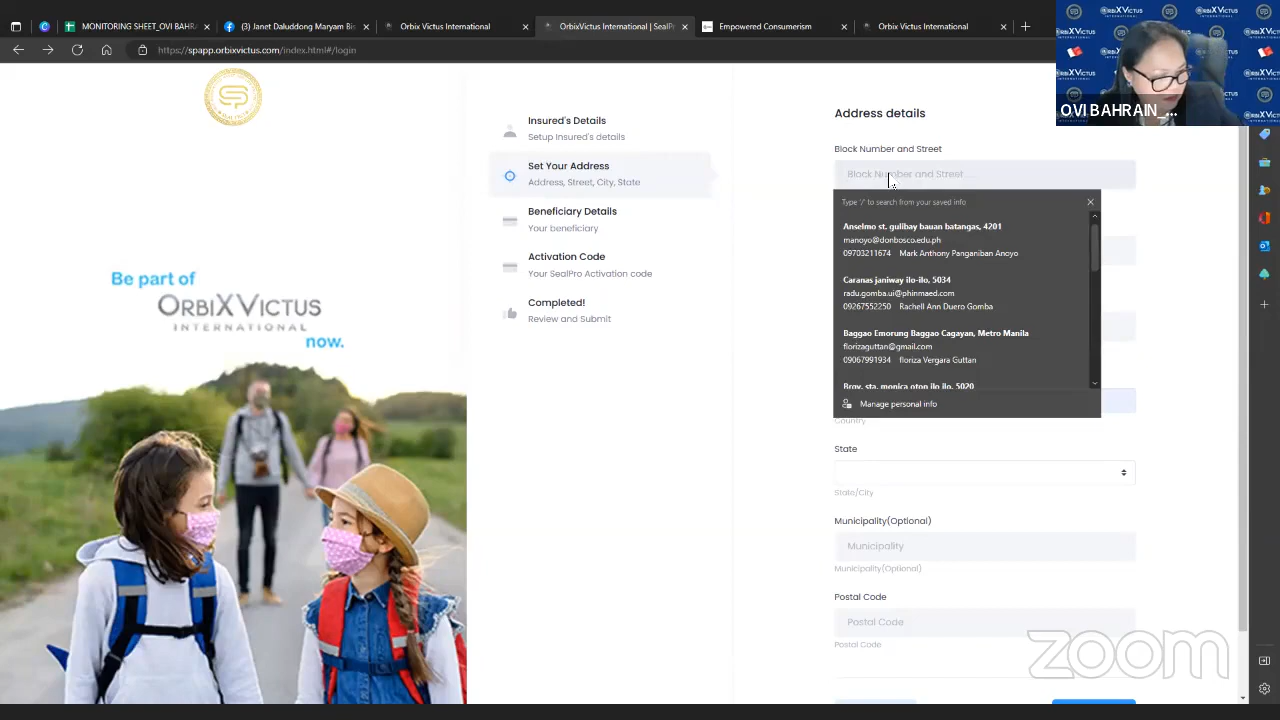 MONITORING SHEET_OVI BAHR
(3) Janet Daluddong Maryam Bis
Orbix Victus International
OrbixVictus International | SealPr
Empowered Consumerism
Orbix Victus International
https://spapp.orbixvictus.com/index.html#/login
OVI BAHRAIN_...
Be part of
ORBIXVICTUS
INTERNATIONAL
now.
Insured's Details
Setup Insured's details
Set Your Address
Address, Street, City, State
Beneficiary Details
Your beneficiary
Activation Code
Your SealPro Activation code
Completed!
Review and Submit
Address details
Block Number and Street
Block Number and Street ...
Type '/' to search from your saved info
Anselmo st. gulibay bauan batangas, 4201
manoyo@donbosco.edu.ph
09703211674 Mark Anthony Panganiban Anoyo
Caranas janiway ilo-ilo, 5034
radu.gomba.ui@phinmaed.com
09267552250 Rachell Ann Duero Gomba
Baggao Emorung Baggao Cagayan, Metro Manila
florizaguttan@gmail.com
09067991934 floriza Vergara Guttan
Brgy. sta. monica oton ilo ilo, 5020
Manage personal info
Country
State
State/City
Municipality(Optional)
Municipality
Municipality(Optional)
Postal Code
Postal Code
Postal Code
zoom